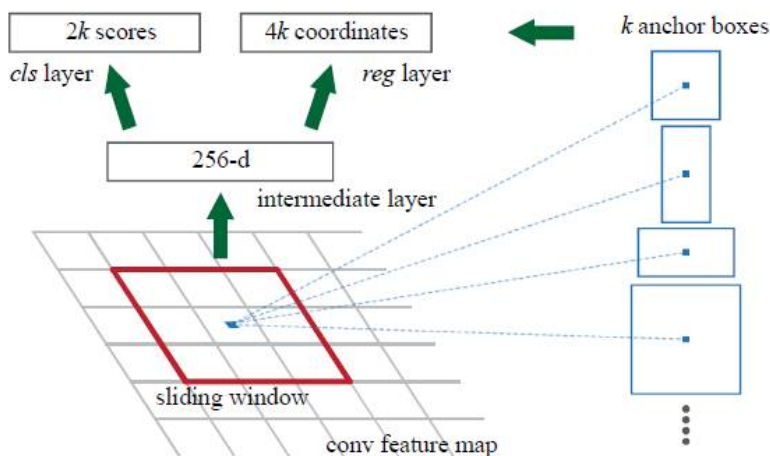 2k scores
4k coordinates
k anchor boxes
cls layer
reg layer
256-d
intermediate layer
sliding window
conv feature map